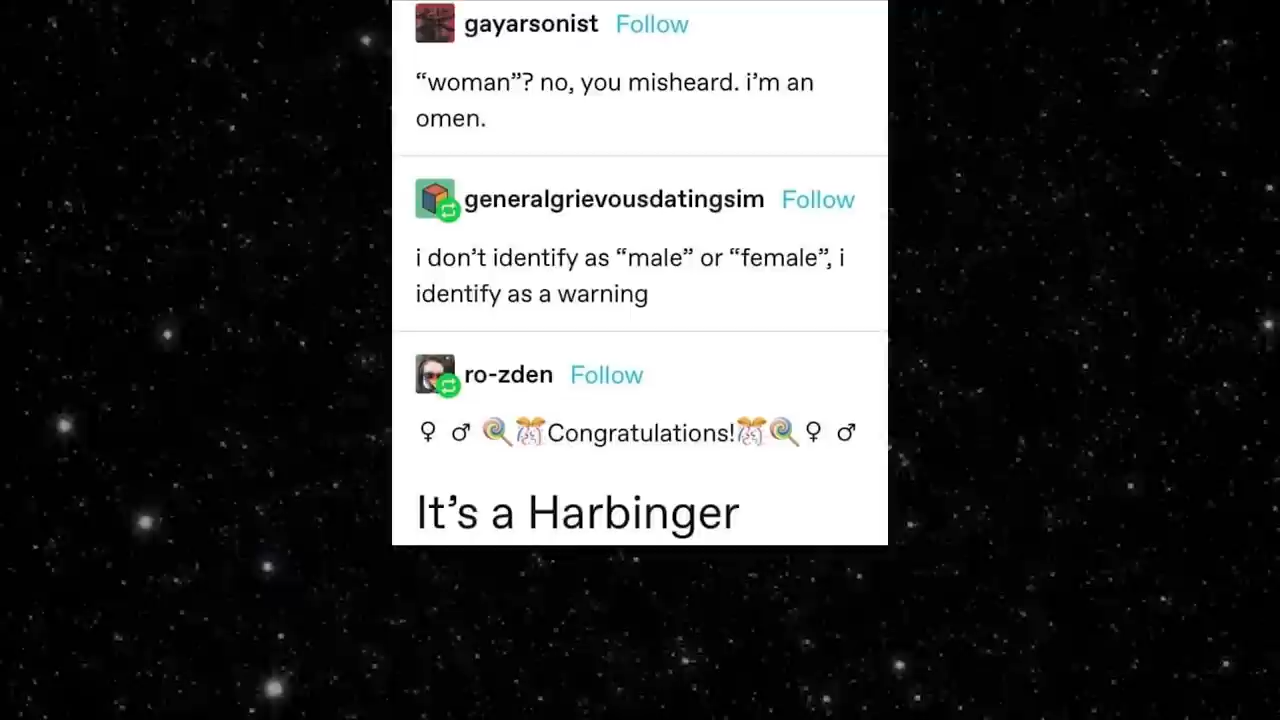 gayarsonist Follow
“woman”? no, you misheard. i’m an
omen.
generalgrievousdatingsim Follow
i don’t identify as “male” or “female”, i
identify as a warning
ro-zden Follow
♀ ♂ 🍭🎊Congratulations!🎊🍭♀ ♂
It’s a Harbinger